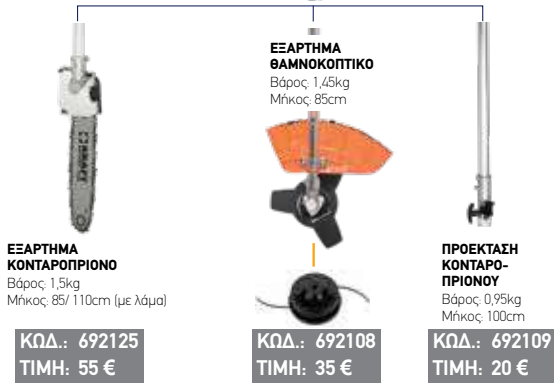 ΕΞΑΡΤΗΜΑ
ΘΑΜΝΟΚΟΠΤΙΚΟ
Βάρος: 1,45kg
Μήκος: 85cm
ΕΞΑΡΤΗΜΑ
ΚΟΝΤΑΡΟΠΡΙΟΝΟ
Βάρος: 1,5kg
Μήκος: 85/ 110cm (με λάμα)
ΚΩΔ.: 692125
ΤΙΜΗ: 55 €
ΚΩΔ.: 692108
ΤΙΜΗ: 35 €
ΠΡΟΕΚΤΑΣΗ
ΚΟΝΤΑΡΟ-
ΠΡΙΟΝΟΥ
Βάρος: 0,95kg
Μήκος: 100cm
ΚΩΔ.: 692109
ΤΙΜΗ: 20 €